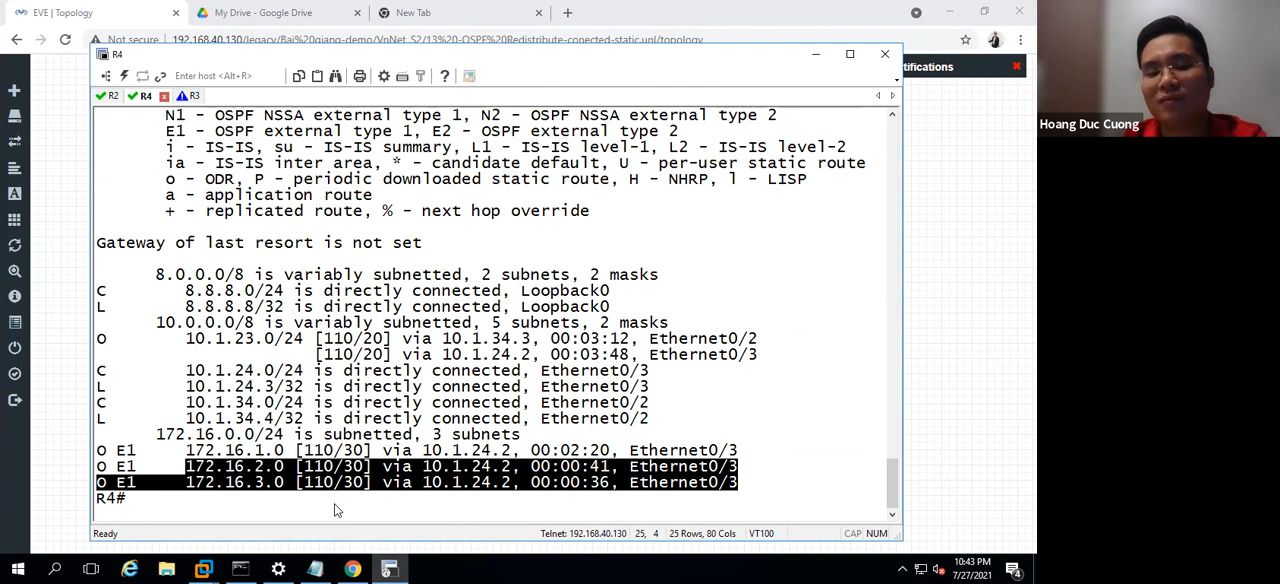 EVE | Topology
My Drive - Google Drive
New Tab
Not secure
192.168.40.130/legacy/Bai%20giang-demo/VnNet_S2/13%20-OSPF%20Redistribute-conected-static.unl/topology
R4
tifications
Enter host <Alt+R>
R2
R4
R3
Hoang Duc Cuong
N1 - OSPF NSSA external type 1, N2 - OSPF NSSA external type 2
E1 - OSPF external type 1, E2 - OSPF external type 2
i - IS-IS, su - IS-IS summary, L1 - IS-IS level-1, L2 - IS-IS level-2
ia - IS-IS inter area, * - candidate default, U - per-user static route
o - ODR, P - periodic downloaded static route, H - NHRP, l - LISP
a - application route
+ - replicated route, % - next hop override
Gateway of last resort is not set
8.0.0.0/8 is variably subnetted, 2 subnets, 2 masks
C 8.8.8.0/24 is directly connected, Loopback0
L 8.8.8.8/32 is directly connected, Loopback0
10.0.0.0/8 is variably subnetted, 5 subnets, 2 masks
O 10.1.23.0/24 [110/20] via 10.1.34.3, 00:03:12, Ethernet0/2
[110/20] via 10.1.24.2, 00:03:48, Ethernet0/3
C 10.1.24.0/24 is directly connected, Ethernet0/3
L 10.1.24.3/32 is directly connected, Ethernet0/3
C 10.1.34.0/24 is directly connected, Ethernet0/2
L 10.1.34.4/32 is directly connected, Ethernet0/2
172.16.0.0/24 is subnetted, 3 subnets
O E1 172.16.1.0 [110/30] via 10.1.24.2, 00:02:20, Ethernet0/3
O E1 172.16.2.0 [110/30] via 10.1.24.2, 00:00:41, Ethernet0/3
O E1 172.16.3.0 [110/30] via 10.1.24.2, 00:00:36, Ethernet0/3
R4#
Ready
Telnet: 192.168.40.130
25, 4
25 Rows, 80 Cols
VT100
CAP
NUM
10:43 PM
7/27/2021
4